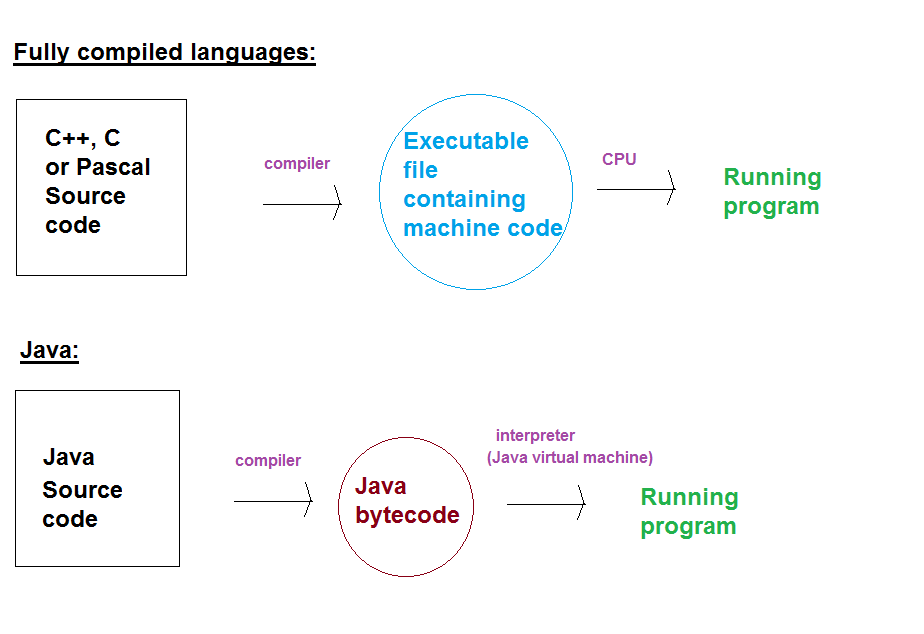 Fully compiled languages:
C++, C
or Pascal
Source
code
compiler
Executable
file
containing
machine code
CPU
Running
program
Java:
Java
Source
code
compiler
Java
bytecode
interpreter
(Java virtual machine)
Running
program